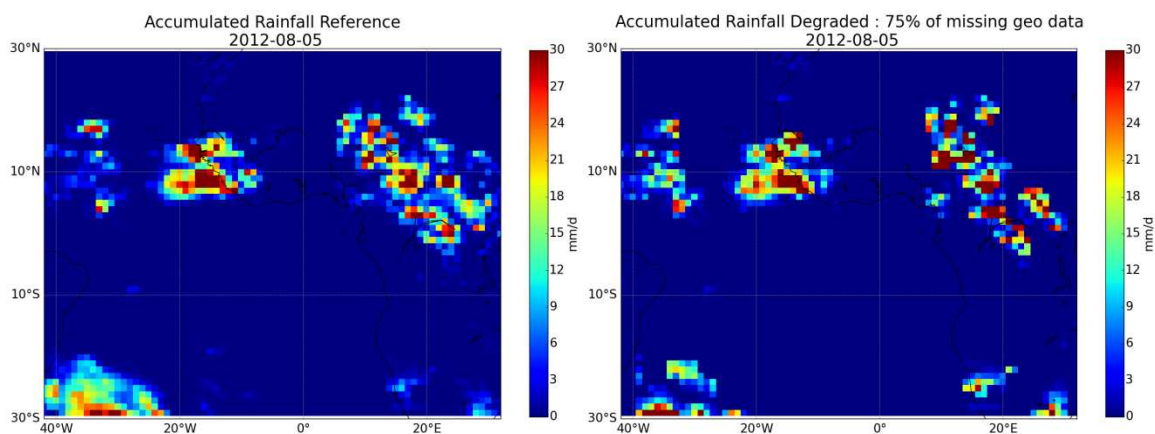 Accumulated Rainfall Reference
2012-08-05
30°N
10°N
10°S
30°S
40°W 20°W 0° 20°E
30
27
24
21
18
15
12
9
6
3
0
mm/d
Accumulated Rainfall Degraded : 75% of missing geo data
2012-08-05
30°N
10°N
10°S
30°S
40°W 20°W 0° 20°E
30
27
24
21
18
15
12
9
6
3
0
mm/d